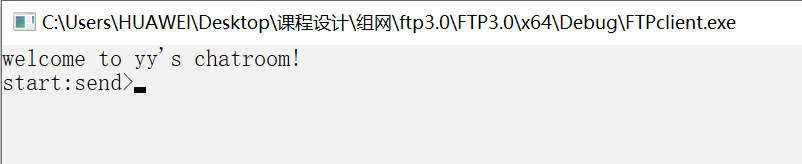 C:\Users\HUAWEI\Desktop\课程设计\组网\ftp3.0\FTP3.0\x64\Debug\FTPclient.exe
welcome to yy's chatroom!
start:send>